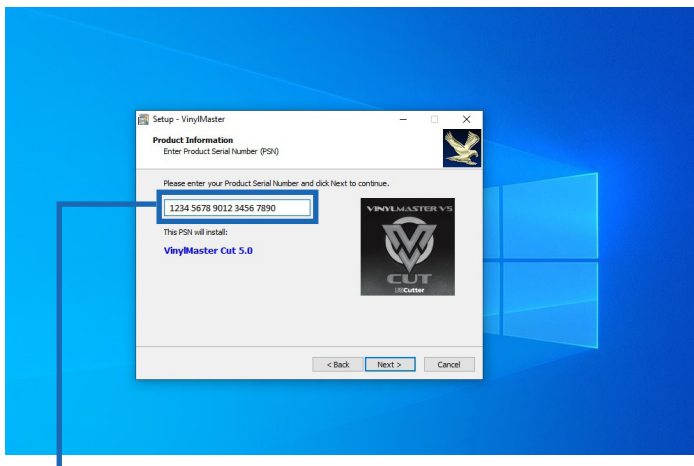 Setup - VinylMaster
Product Information
Enter Product Serial Number (PSN)
Please enter your Product Serial Number and click Next to continue.
1234 5678 9012 3456 7890
This PSN will install:
VinylMaster Cut 5.0
VINYLMASTER V5
CUT
USCutter
< Back
Next >
Cancel